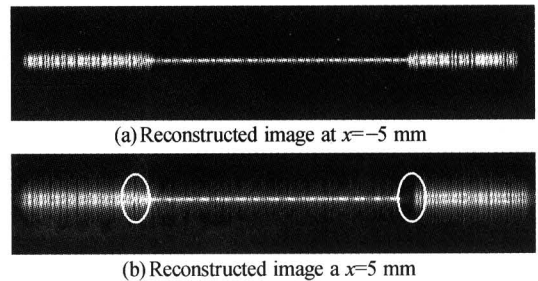 (a) Reconstructed image at x=−5 mm
(b) Reconstructed image a x=5 mm